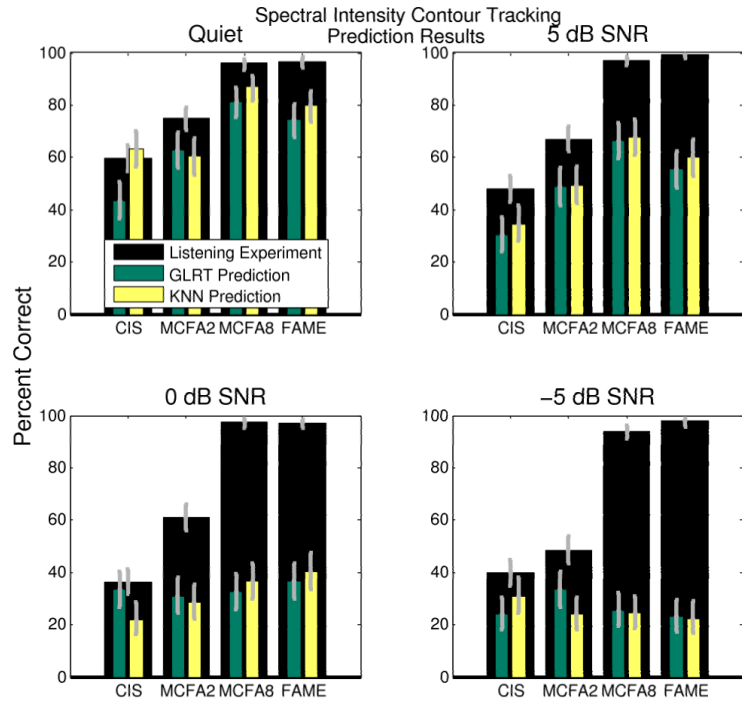 Spectral Intensity Contour Tracking
Prediction Results
Quiet
5 dB SNR
Percent Correct
100
80
60
40
20
0
Listening Experiment
GLRT Prediction
KNN Prediction
CIS MCFA2 MCFA8 FAME
100
80
60
40
20
0
CIS MCFA2 MCFA8 FAME
0 dB SNR
100
80
60
40
20
0
CIS MCFA2 MCFA8 FAME
−5 dB SNR
100
80
60
40
20
0
CIS MCFA2 MCFA8 FAME